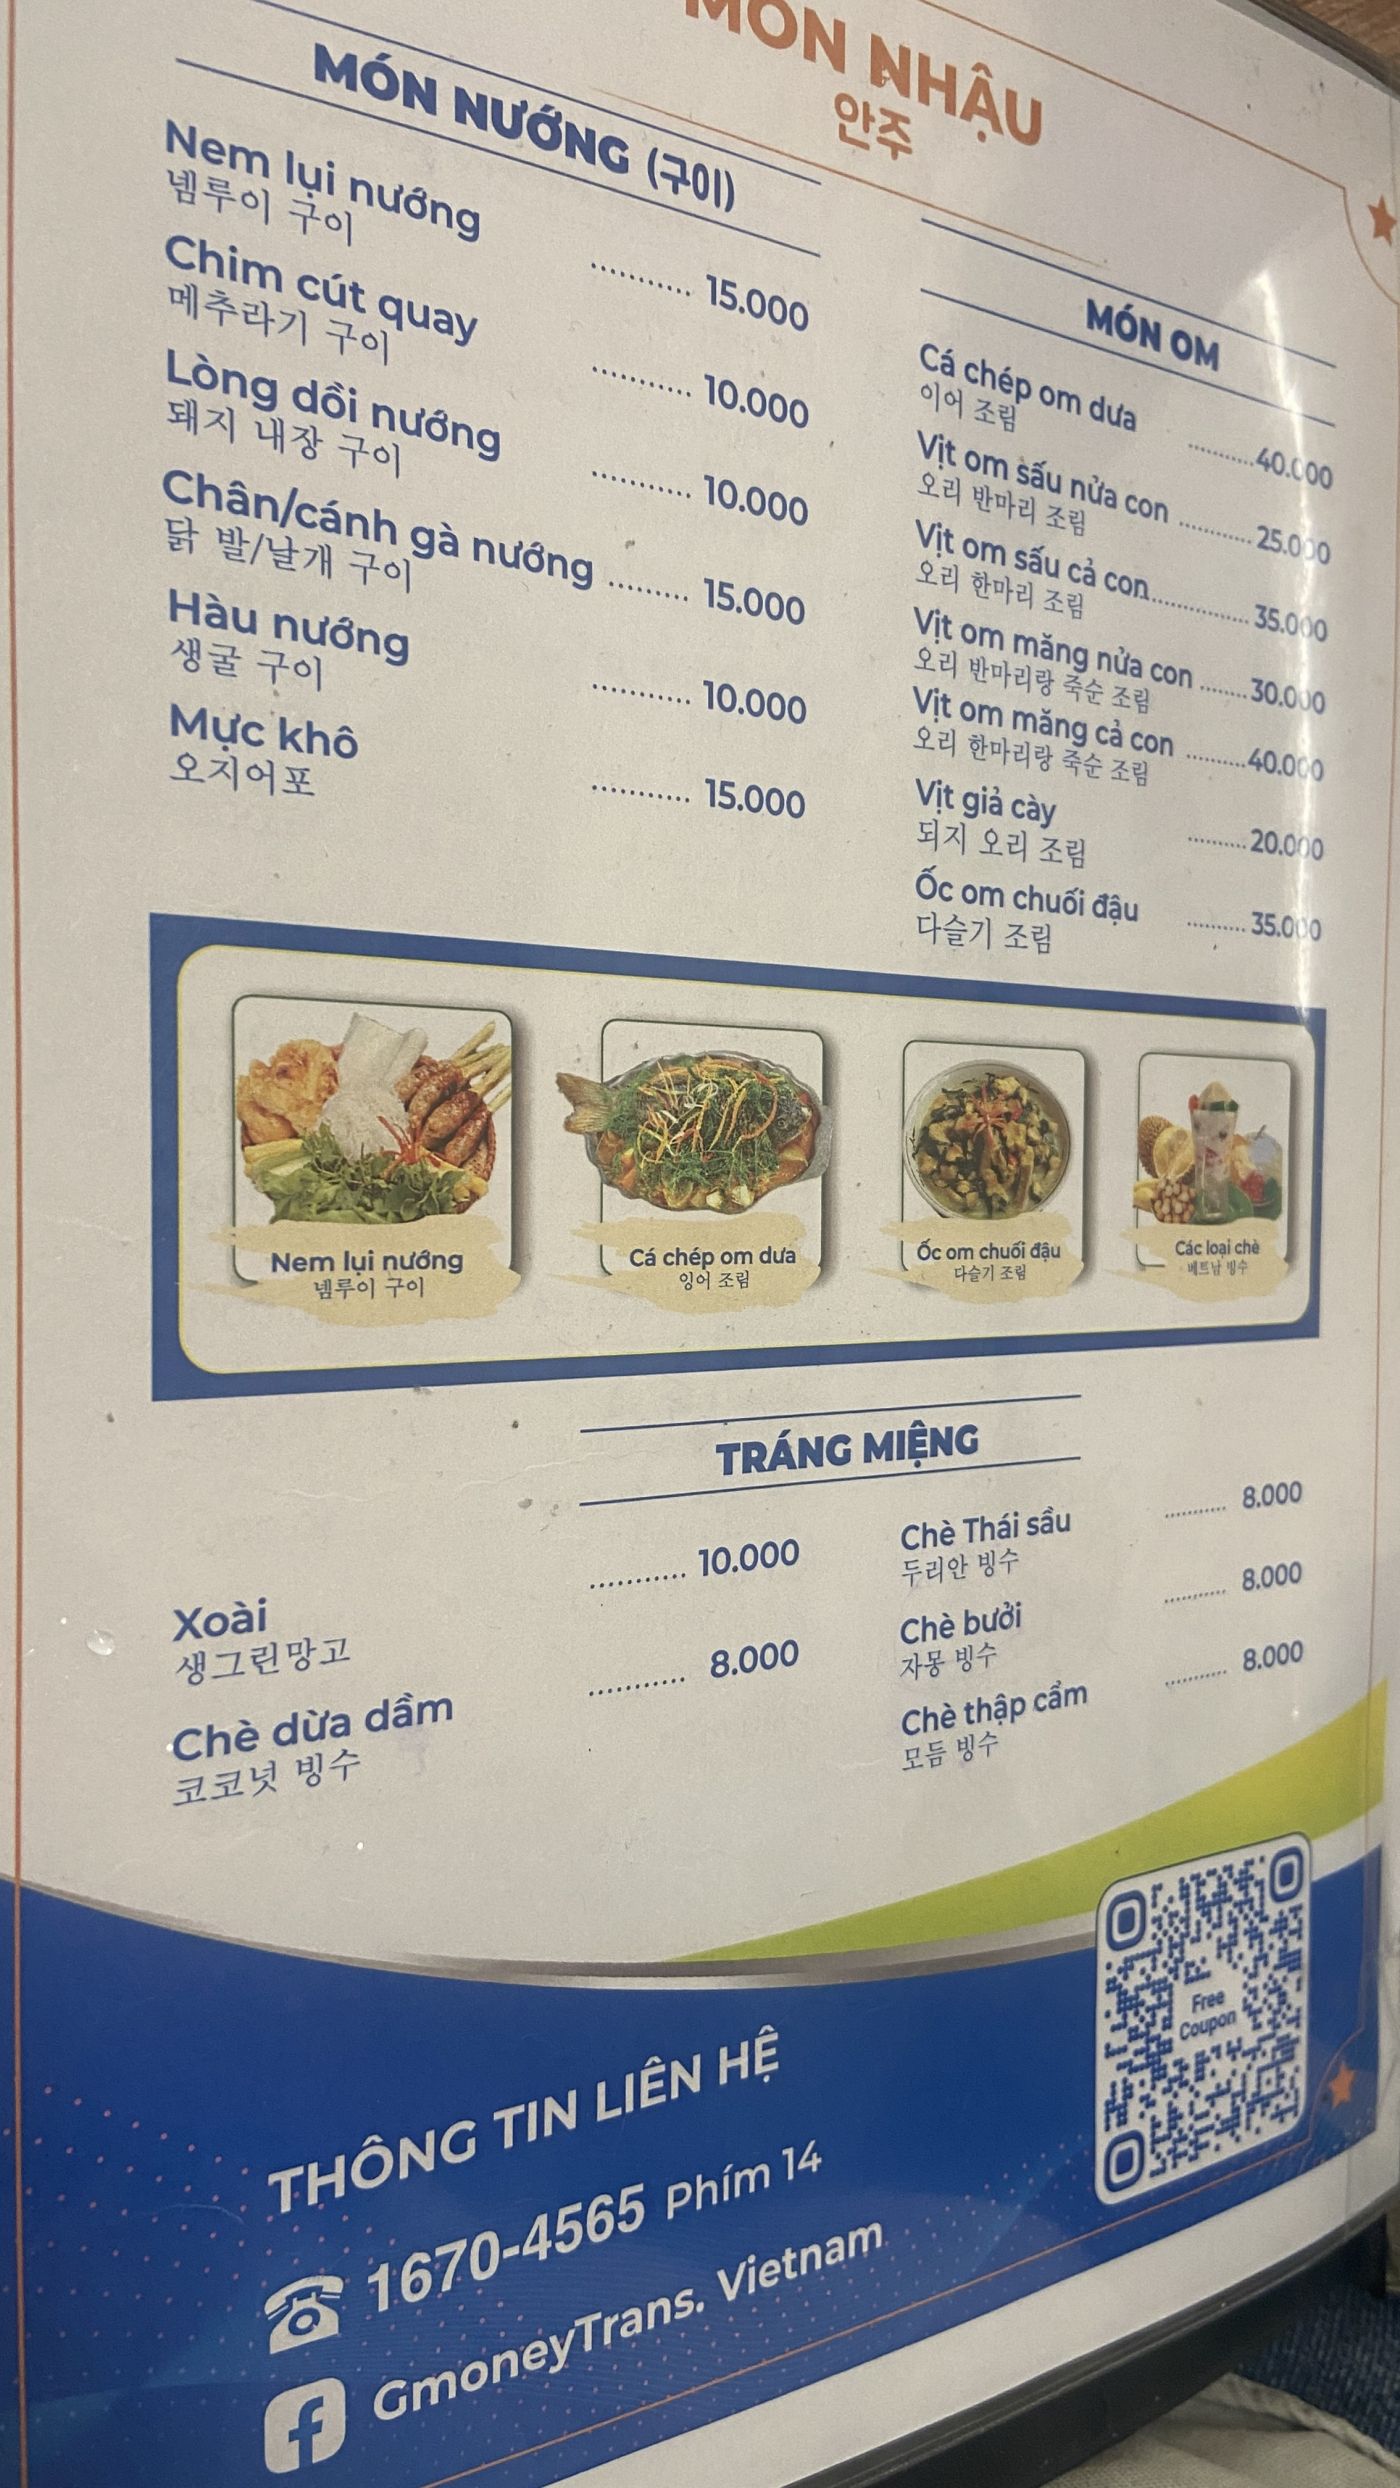 MÓN NHẬU
안주
MÓN NƯỚNG (구이)
Nem lụi nướng .......... 15.000
넴루이 구이
Chim cút quay .......... 10.000
메추라기 구이
Lòng dồi nướng .......... 10.000
돼지 내장 구이
Chân/cánh gà nướng ........ 15.000
닭 발/날개 구이
Hàu nướng .......... 10.000
생굴 구이
Mực khô .......... 15.000
오지어포
MÓN OM
Cá chép om dưa ..........40.000
이어 조림
Vịt om sấu nửa con .......... 25.000
오리 반마리 조림
Vịt om sấu cả con............... 35.000
오리 한마리 조림
Vịt om măng nửa con ........ 30.000
오리 반마리랑 죽순 조림
Vịt om măng cả con ..........40.000
오리 한마리랑 죽순 조림
Vịt giả cày .......... 20.000
되지 오리 조림
Ốc om chuối đậu .......... 35.000
다슬기 조림
Nem lụi nướng
넴루이 구이
Cá chép om dưa
잉어 조림
Ốc om chuối đậu
다슬기 조림
Các loại chè
베트남 빙수
TRÁNG MIỆNG
Xoài .......... 10.000
생그린망고
Chè dừa dầm .......... 8.000
코코넛 빙수
Chè Thái sầu .......... 8.000
두리안 빙수
Chè bưởi .......... 8.000
자몽 빙수
Chè thập cẩm .......... 8.000
모듬 빙수
Free
Coupon
THÔNG TIN LIÊN HỆ
1670-4565 Phím 14
GmoneyTrans. Vietnam